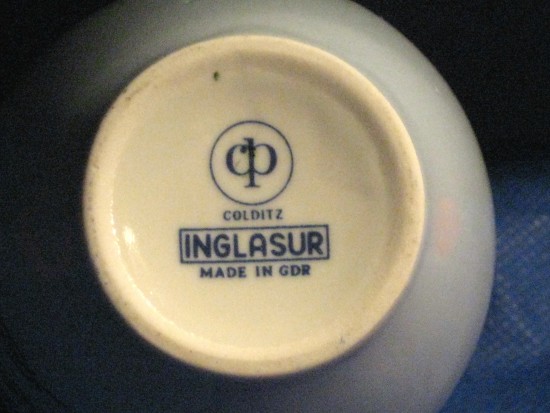 cp
COLDITZ
INGLASUR
MADE IN GDR